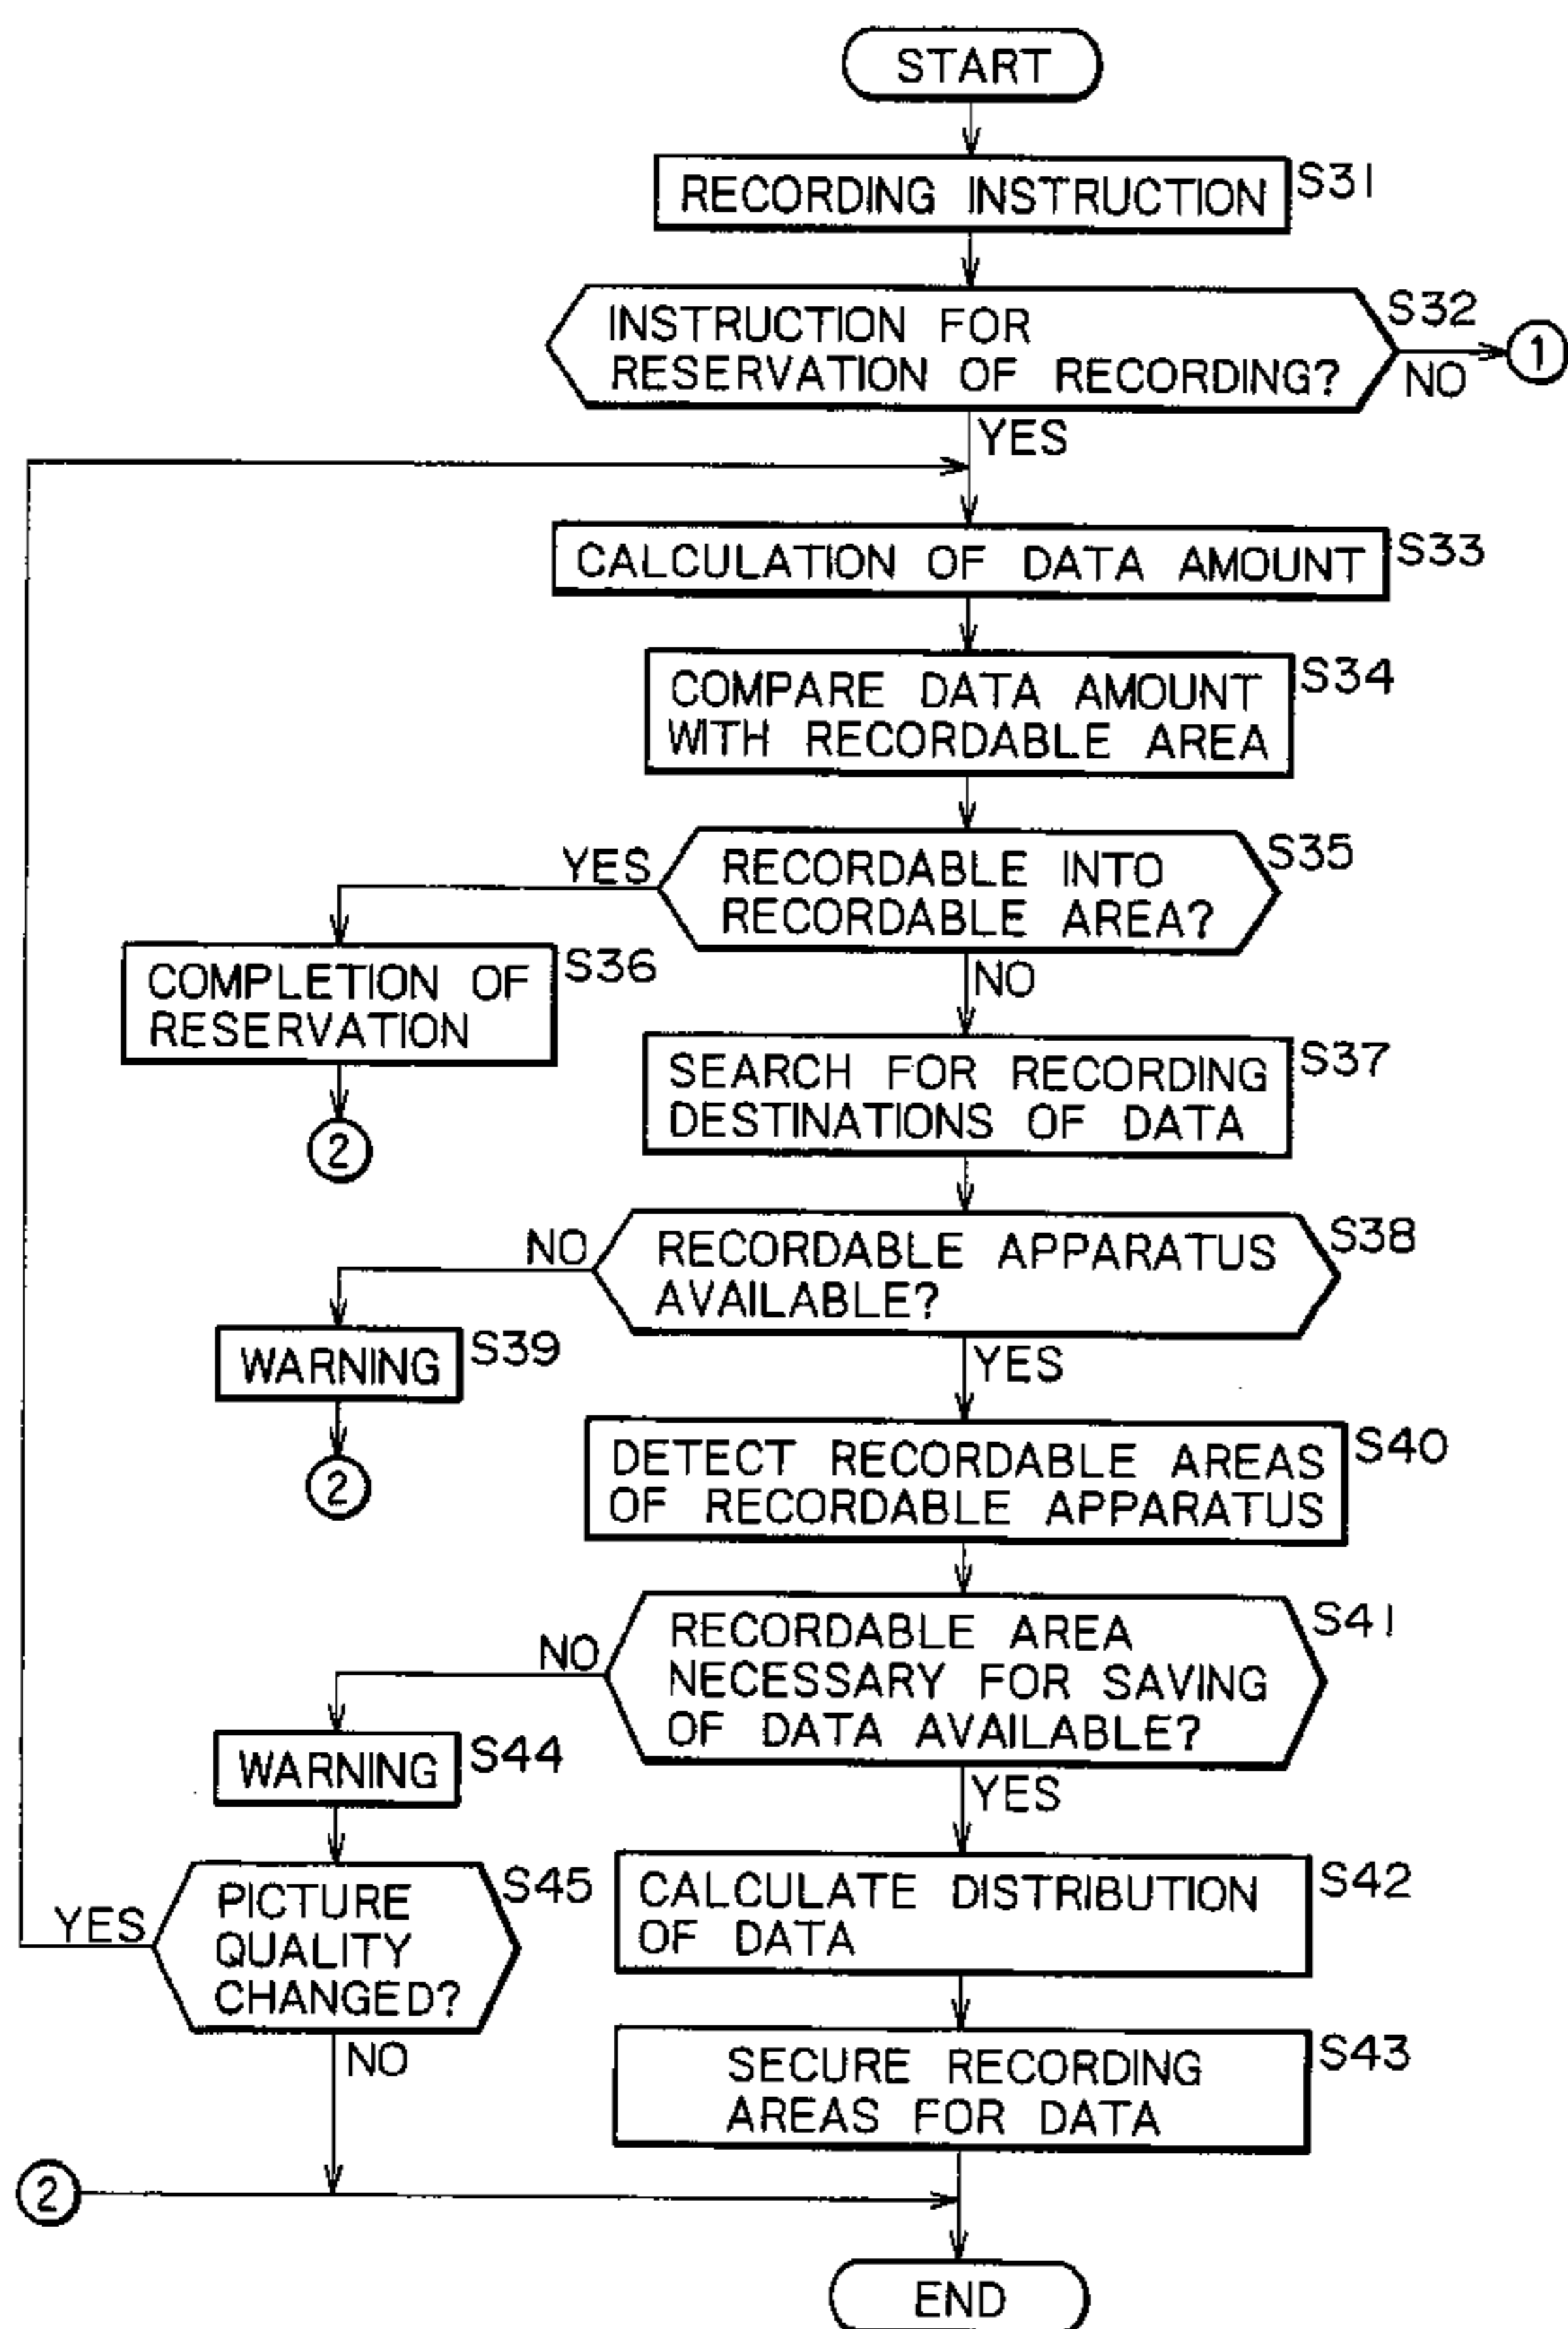 START
RECORDING INSTRUCTION
S31
INSTRUCTION FOR
RESERVATION OF RECORDING?
S32
NO
1
YES
CALCULATION OF DATA AMOUNT
S33
COMPARE DATA AMOUNT
WITH RECORDABLE AREA
S34
RECORDABLE INTO
RECORDABLE AREA?
S35
YES
COMPLETION OF
RESERVATION
S36
2
NO
SEARCH FOR RECORDING
DESTINATIONS OF DATA
S37
RECORDABLE APPARATUS
AVAILABLE?
S38
NO
WARNING
S39
2
YES
DETECT RECORDABLE AREAS
OF RECORDABLE APPARATUS
S40
RECORDABLE AREA
NECESSARY FOR SAVING
OF DATA AVAILABLE?
S41
NO
WARNING
S44
YES
PICTURE
QUALITY
CHANGED?
S45
YES
NO
CALCULATE DISTRIBUTION
OF DATA
S42
SECURE RECORDING
AREAS FOR DATA
S43
2
END